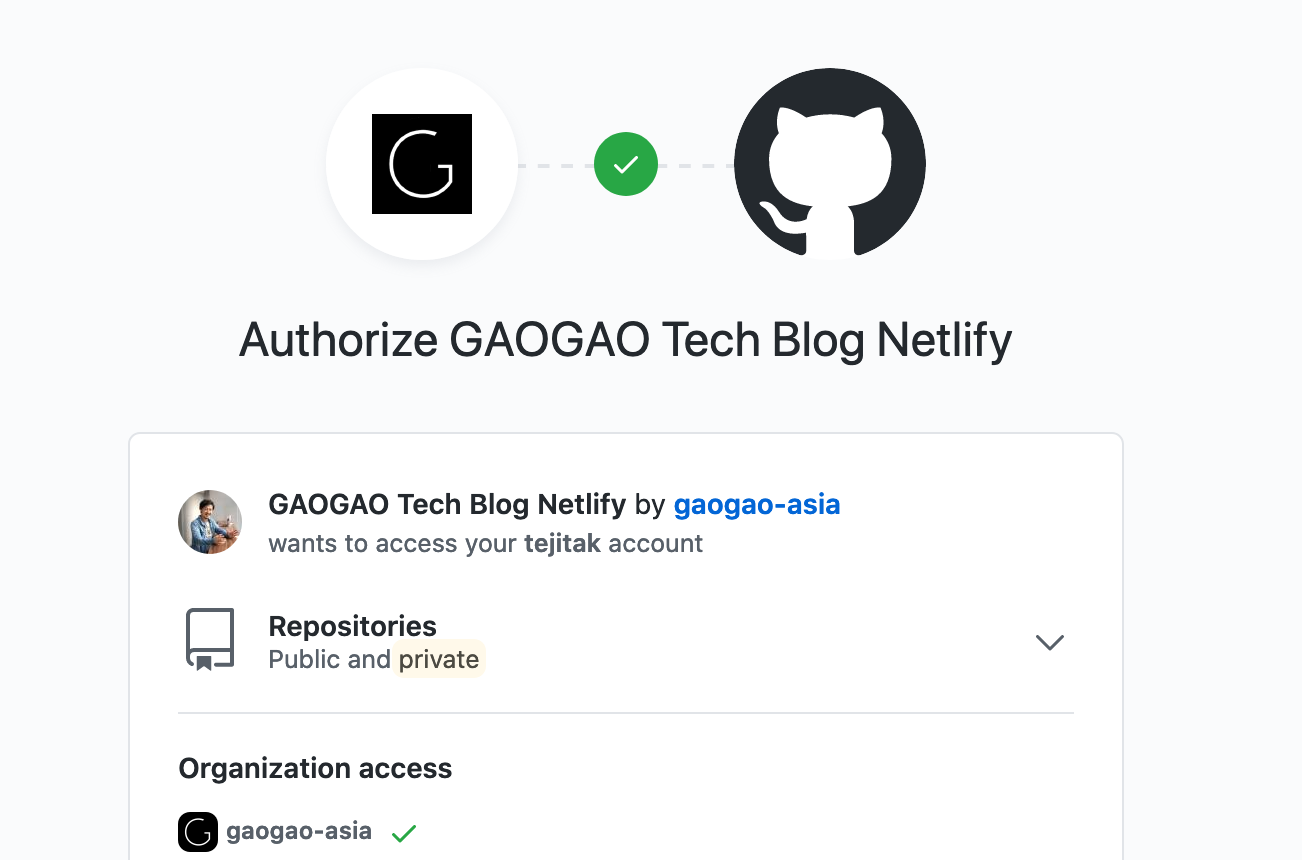 G
Authorize GAOGAO Tech Blog Netlify
GAOGAO Tech Blog Netlify by gaogao-asia
wants to access your tejitak account
Repositories
Public and private
Organization access
G gaogao-asia